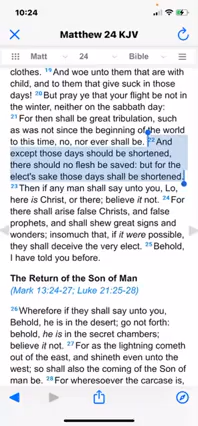 10:24
Matthew 24 KJV
Matt 24 Bible
clothes. 19 And woe unto them that are with
child, and to them that give suck in those
days! 20 But pray ye that your flight be not in
the winter, neither on the sabbath day:
21 For then shall be great tribulation, such
as was not since the beginning of the world
to this time, no, nor ever shall be. 22 And
except those days should be shortened,
there should no flesh be saved: but for the
elect's sake those days shall be shortened.
23 Then if any man shall say unto you, Lo,
here is Christ, or there; believe it not. 24 For
there shall arise false Christs, and false
prophets, and shall shew great signs and
wonders; insomuch that, if it were possible,
they shall deceive the very elect. 25 Behold,
I have told you before.
The Return of the Son of Man
(Mark 13:24-27; Luke 21:25-28)
26 Wherefore if they shall say unto you,
Behold, he is in the desert; go not forth:
behold, he is in the secret chambers;
believe it not. 27 For as the lightning cometh
out of the east, and shineth even unto the
west; so shall also the coming of the Son
of man be. 28 For wheresoever the carcase is,